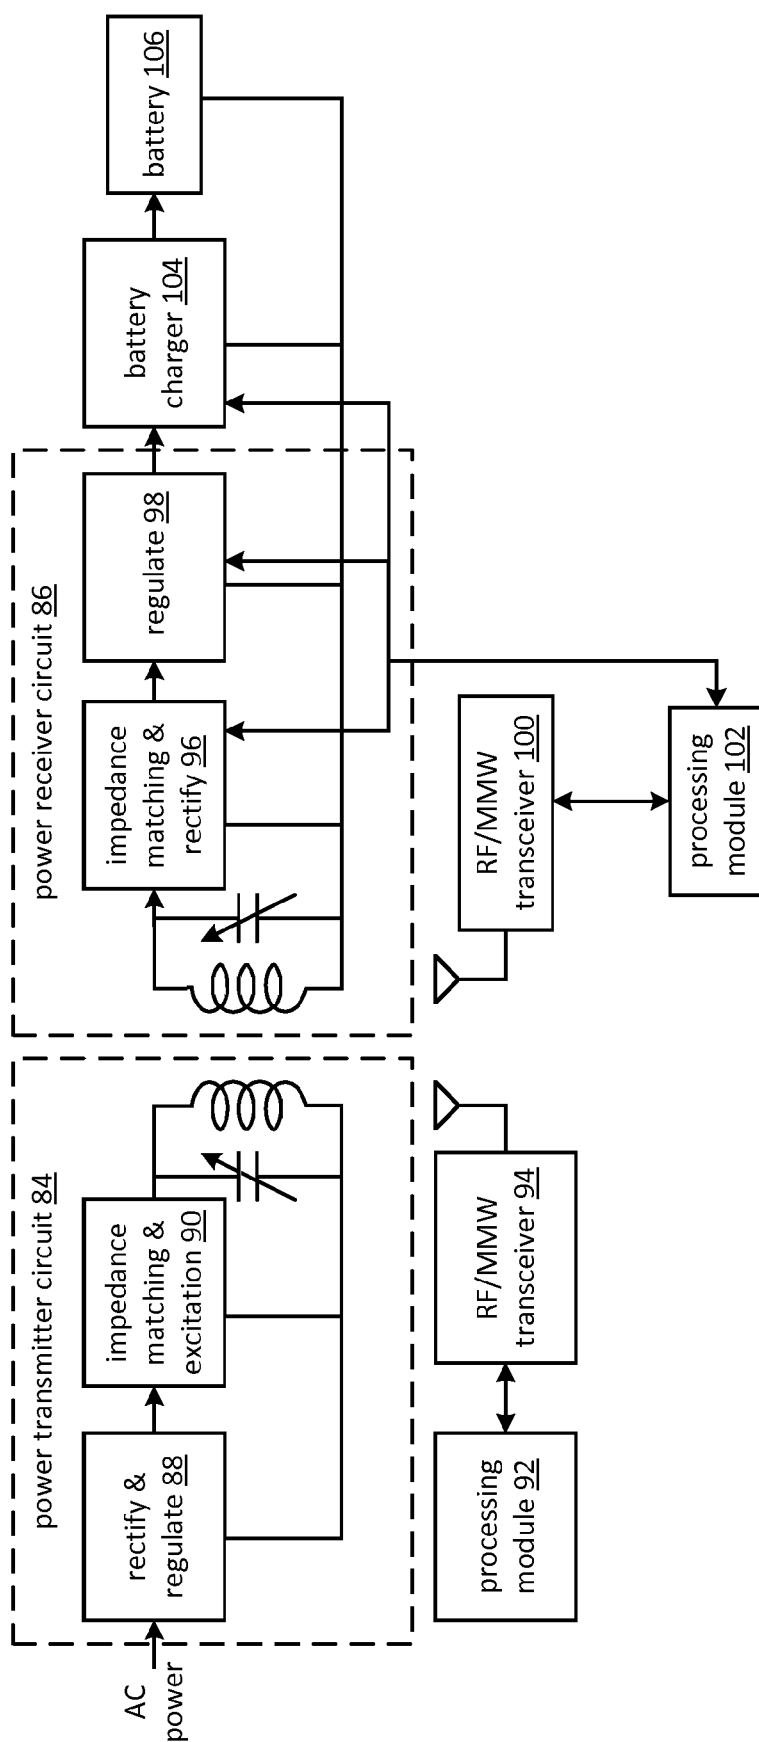 AC
power
power transmitter circuit 84
rectify &
regulate 88
impedance
matching &
excitation 90
processing
module 92
RF/MMW
transceiver 94
power receiver circuit 86
impedance
matching &
rectify 96
regulate 98
battery
charger 104
battery 106
RF/MMW
transceiver 100
processing
module 102